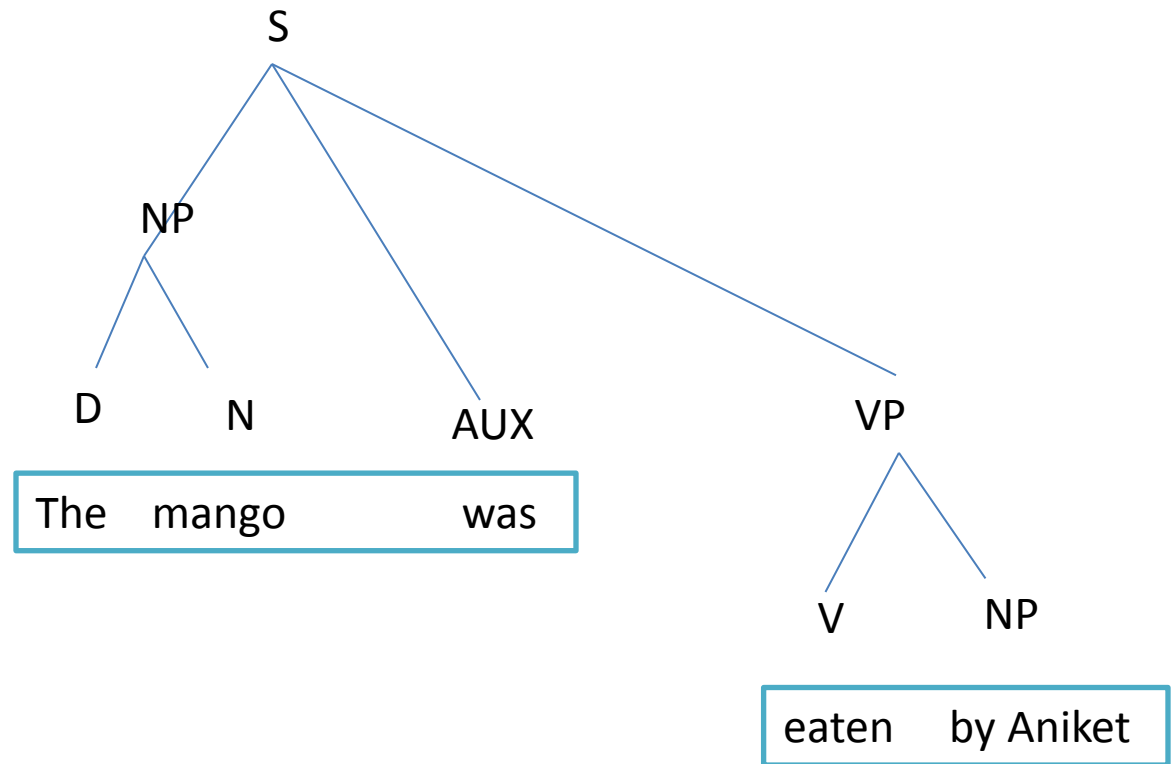 S
NP
D N AUX VP
The mango was
V NP
eaten by Aniket